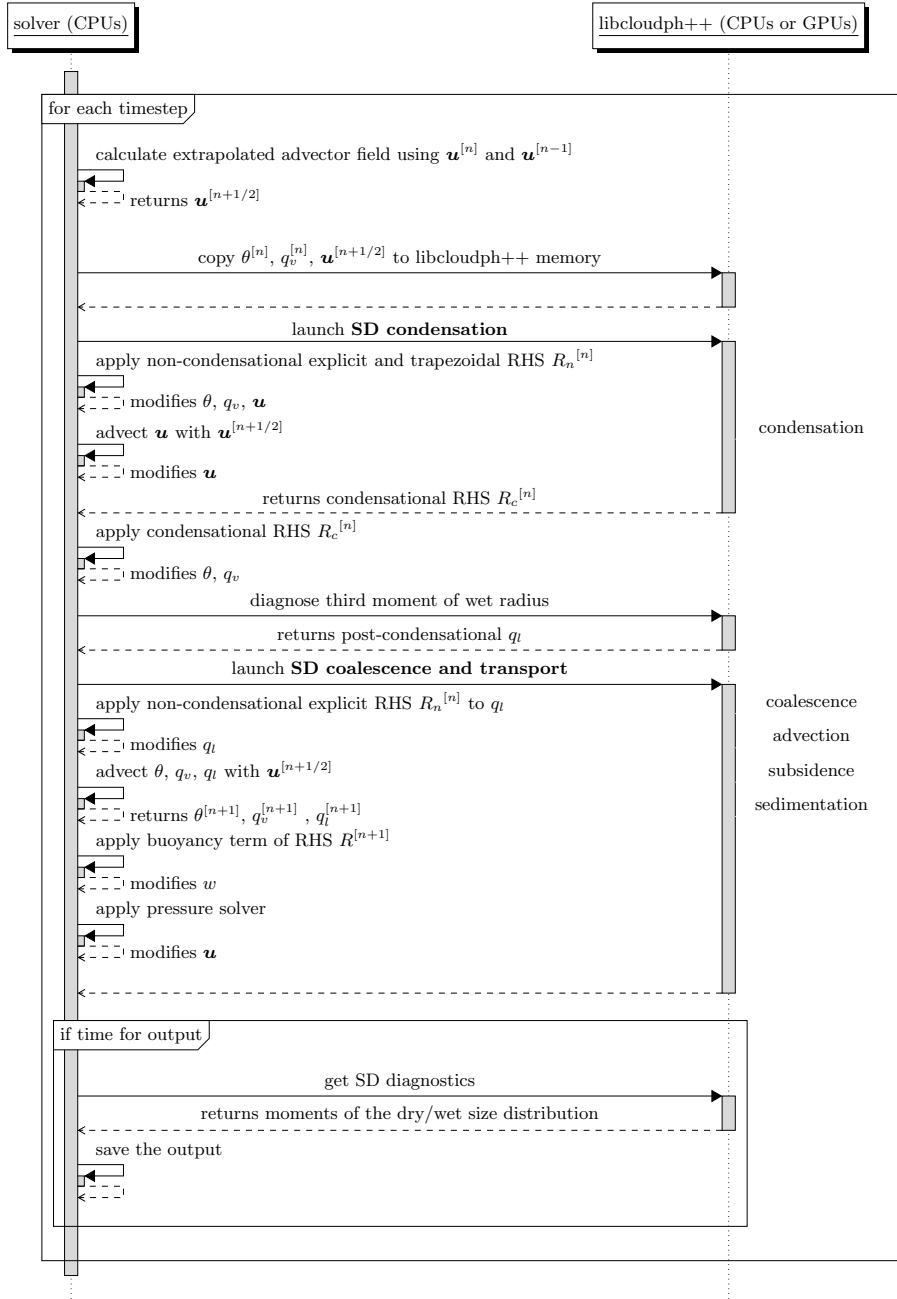 solver (CPUs)
libcloudph++ (CPUs or GPUs)
for each timestep
calculate extrapolated advector field using u^[n] and u^[n−1]
returns u^[n+1/2]
copy θ^[n], q_v^[n], u^[n+1/2] to libcloudph++ memory
launch SD condensation
apply non-condensational explicit and trapezoidal RHS R_n^[n]
modifies θ, q_v, u
advect u with u^[n+1/2]
condensation
modifies u
returns condensational RHS R_c^[n]
apply condensational RHS R_c^[n]
modifies θ, q_v
diagnose third moment of wet radius
returns post-condensational q_l
launch SD coalescence and transport
apply non-condensational explicit RHS R_n^[n] to q_l
coalescence
modifies q_l
advection
advect θ, q_v, q_l with u^[n+1/2]
subsidence
returns θ^[n+1], q_v^[n+1] , q_l^[n+1]
sedimentation
apply buoyancy term of RHS R^[n+1]
modifies w
apply pressure solver
modifies u
if time for output
get SD diagnostics
returns moments of the dry/wet size distribution
save the output